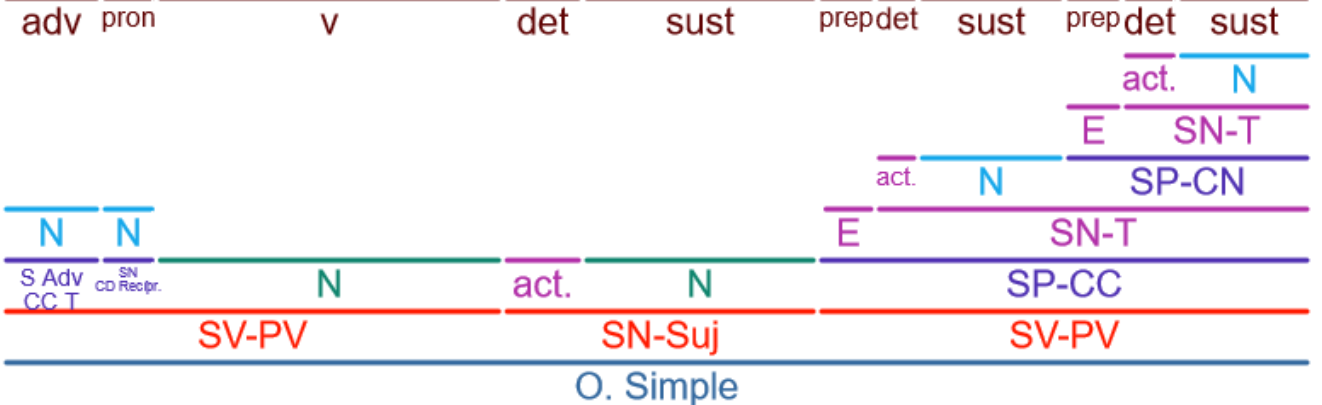 adv pron v det sust prep det sust prep det sust
act. N
E SN-T
act. N SP-CN
N N E SN-T
S Adv SN N act. N SP-CC
CC T CD Recípr.
SV-PV SN-Suj SV-PV
O. Simple